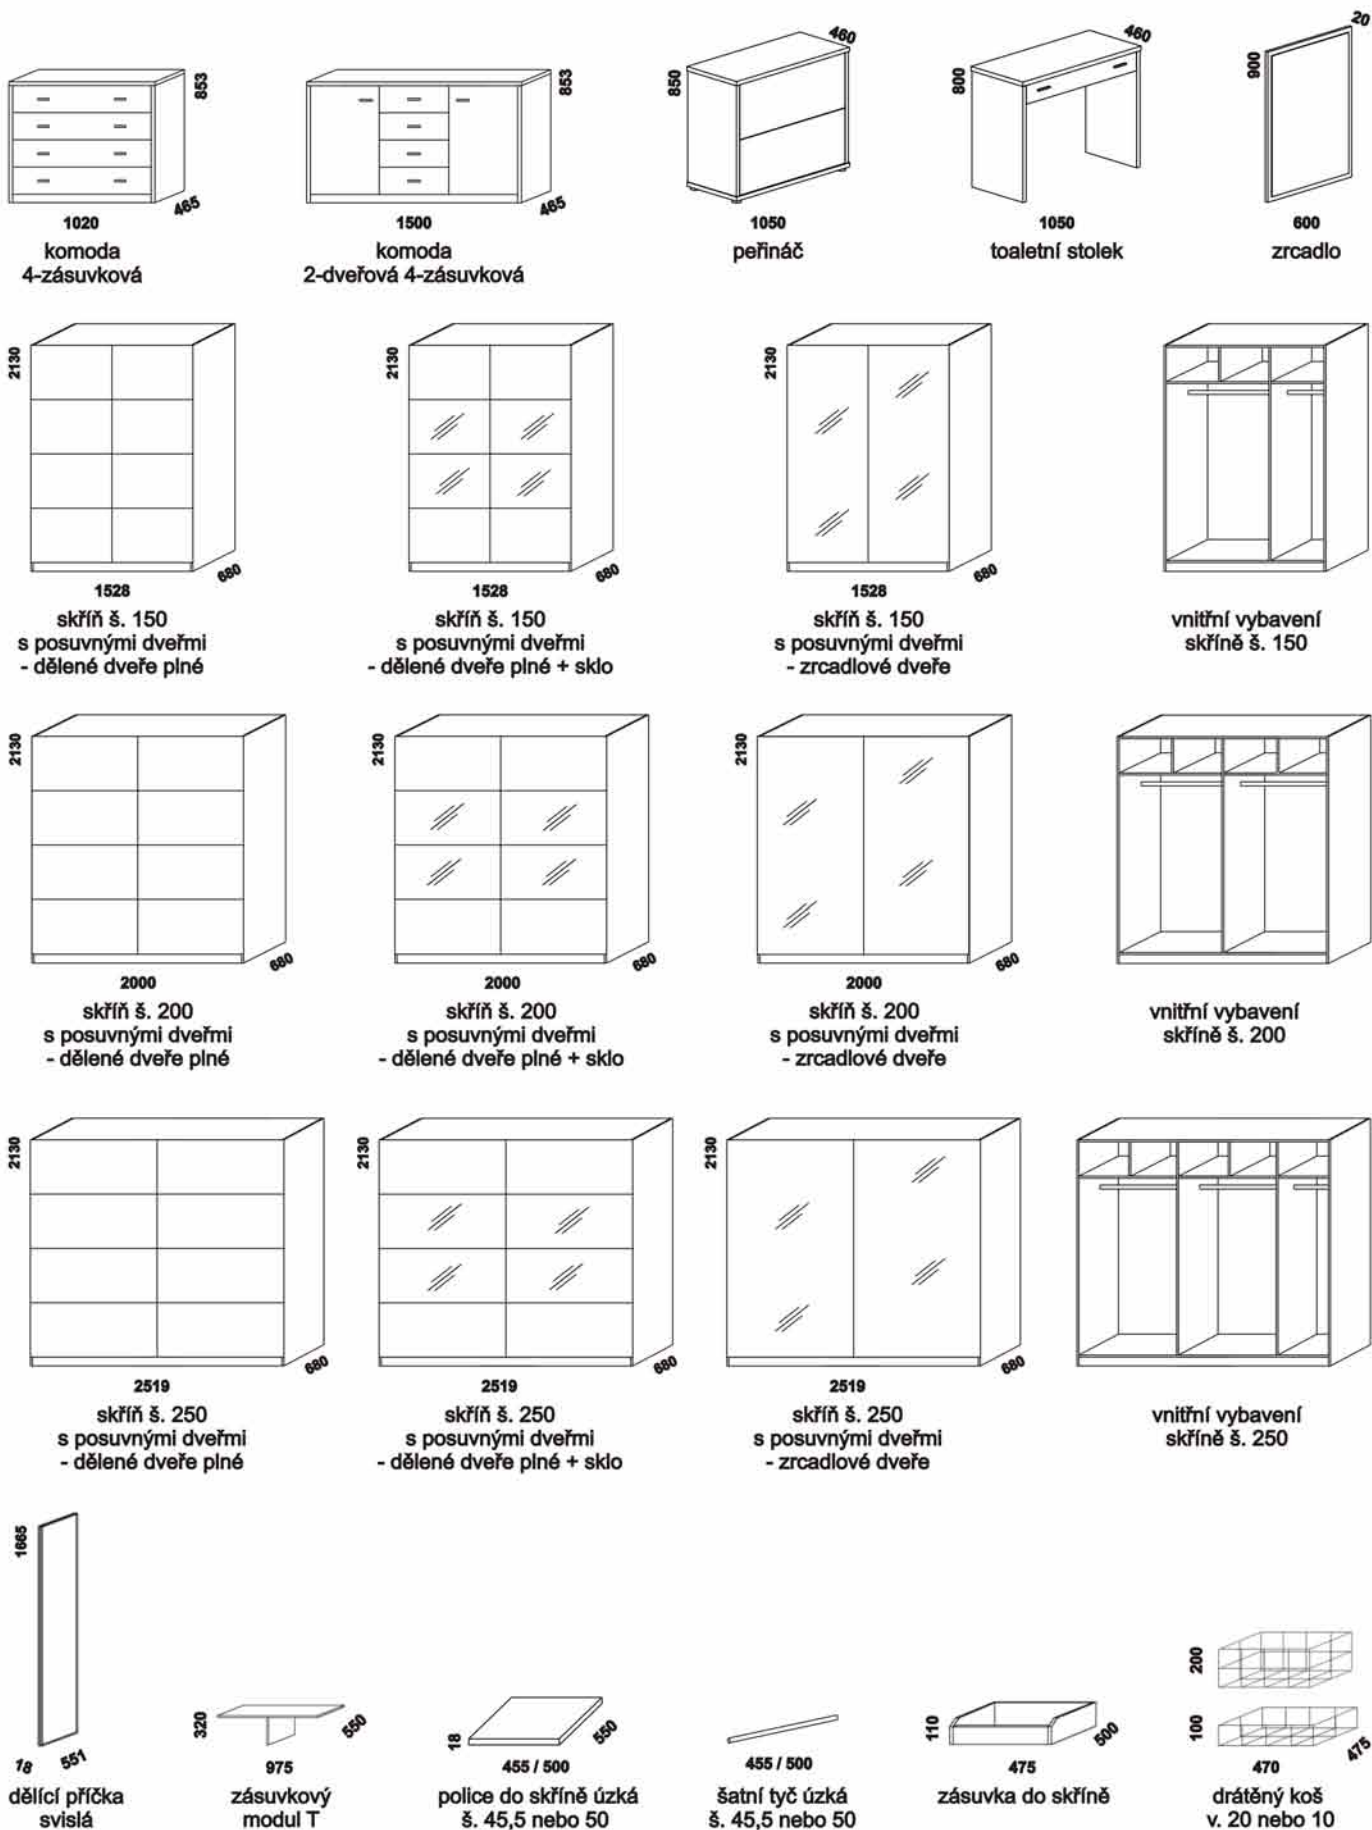 853
465
1020
komoda
4-zásuvková
853
465
1500
komoda
2-dveřová 4-zásuvková
850
460
1050
peřináč
800
460
1050
toaletní stolek
900
20
600
zrcadlo
2130
680
1528
skříň š. 150
s posuvnými dveřmi
- dělené dveře plné
2130
680
1528
skříň š. 150
s posuvnými dveřmi
- dělené dveře plné + sklo
2130
680
1528
skříň š. 150
s posuvnými dveřmi
- zrcadlové dveře
vnitřní vybavení
skříně š. 150
2130
680
2000
skříň š. 200
s posuvnými dveřmi
- dělené dveře plné
2130
680
2000
skříň š. 200
s posuvnými dveřmi
- dělené dveře plné + sklo
2130
680
2000
skříň š. 200
s posuvnými dveřmi
- zrcadlové dveře
vnitřní vybavení
skříně š. 200
2130
680
2519
skříň š. 250
s posuvnými dveřmi
- dělené dveře plné
2130
680
2519
skříň š. 250
s posuvnými dveřmi
- dělené dveře plné + sklo
2130
680
2519
skříň š. 250
s posuvnými dveřmi
- zrcadlové dveře
vnitřní vybavení
skříně š. 250
1665
18
551
dělící příčka
svislá
320
550
975
zásuvkový
modul T
18
550
455 / 500
police do skříně úzká
š. 45,5 nebo 50
455 / 500
šatní tyč úzká
š. 45,5 nebo 50
110
500
475
zásuvka do skříně
200
100
475
470
drátěný koš
v. 20 nebo 10